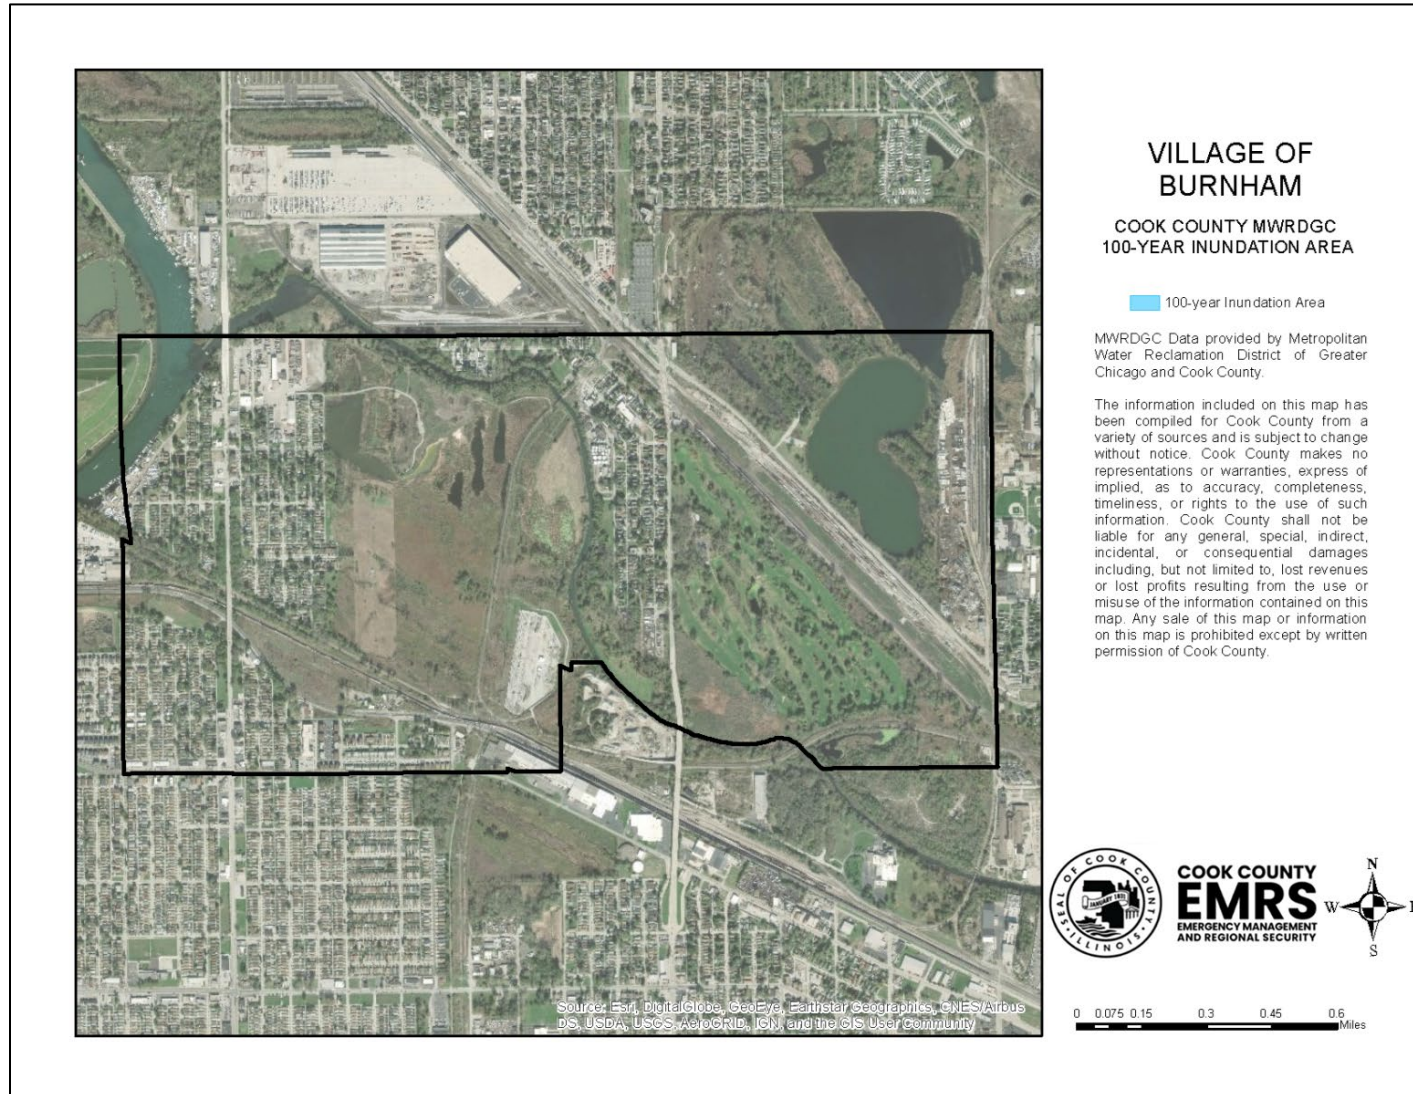 VILLAGE OF
BURNHAM
COOK COUNTY MWRDGC
100-YEAR INUNDATION AREA
100-year Inundation Area
MWRDGC Data provided by Metropolitan
Water Reclamation District of Greater
Chicago and Cook County.
The information included on this map has
been compiled for Cook County from a
variety of sources and is subject to change
without notice. Cook County makes no
representations or warranties, express of
implied, as to accuracy, completeness,
timeliness, or rights to the use of such
information. Cook County shall not be
liable for any general, special, indirect,
incidental, or consequential damages
including, but not limited to, lost revenues
or lost profits resulting from the use or
misuse of the information contained on this
map. Any sale of this map or information
on this map is prohibited except by written
permission of Cook County.
SEAL OF COOK COUNTY
JANUARY 1831
ILLINOIS
COOK COUNTY
EMRS
EMERGENCY MANAGEMENT
AND REGIONAL SECURITY
N
W
S
Source: Esri, DigitalGlobe, GeoEye, Earthstar Geographics, CNES/Airbus
DS, USDA, USGS, AeroGRID, IGN, and the GIS User Community
0 0.075 0.15 0.3 0.45 0.6
Miles